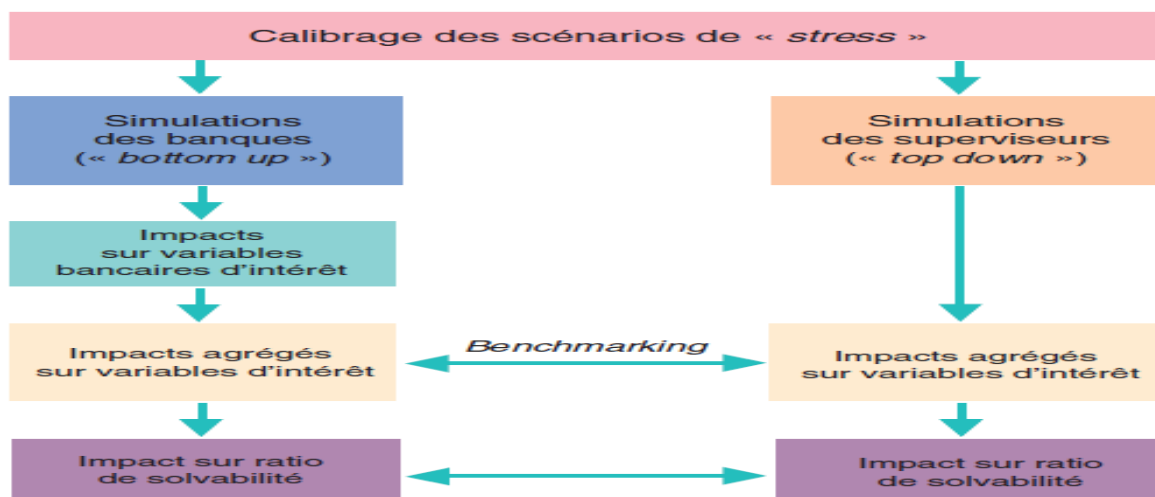 Calibrage des scénarios de « stress »
Simulations
des banques
(« bottom up »)
Simulations
des superviseurs
(« top down »)
Impacts
sur variables
bancaires d’intérêt
Impacts agrégés
sur variables d’intérêt
Benchmarking
Impacts agrégés
sur variables d’intérêt
Impact sur ratio
de solvabilité
Impact sur ratio
de solvabilité